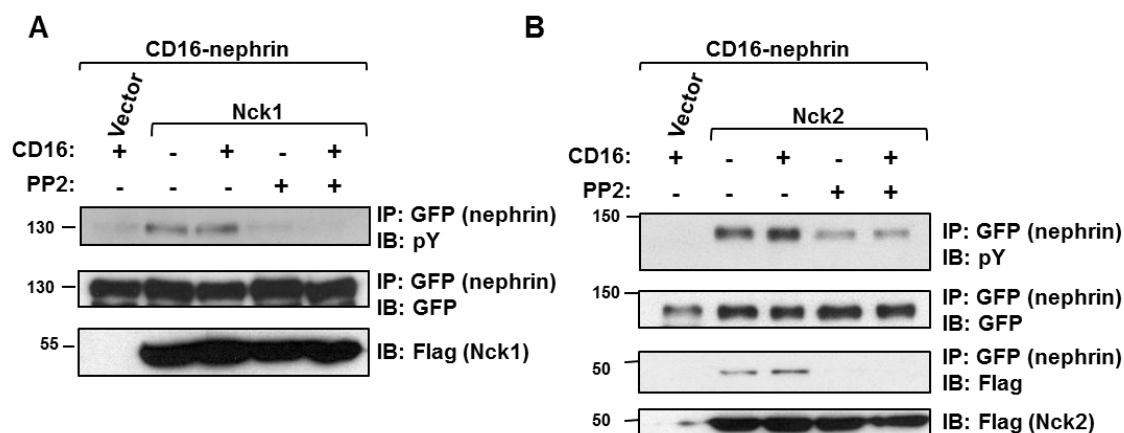 A
CD16-nephrin
Vector
Nck1
CD16: + - + - +
PP2: - - - + +
130
IP: GFP (nephrin)
IB: pY
130
IP: GFP (nephrin)
IB: GFP
55
IB: Flag (Nck1)
B
CD16-nephrin
Vector
Nck2
CD16: + - + - +
PP2: - - - + +
150
IP: GFP (nephrin)
IB: pY
150
IP: GFP (nephrin)
IB: GFP
50
IP: GFP (nephrin)
IB: Flag
50
IB: Flag (Nck2)